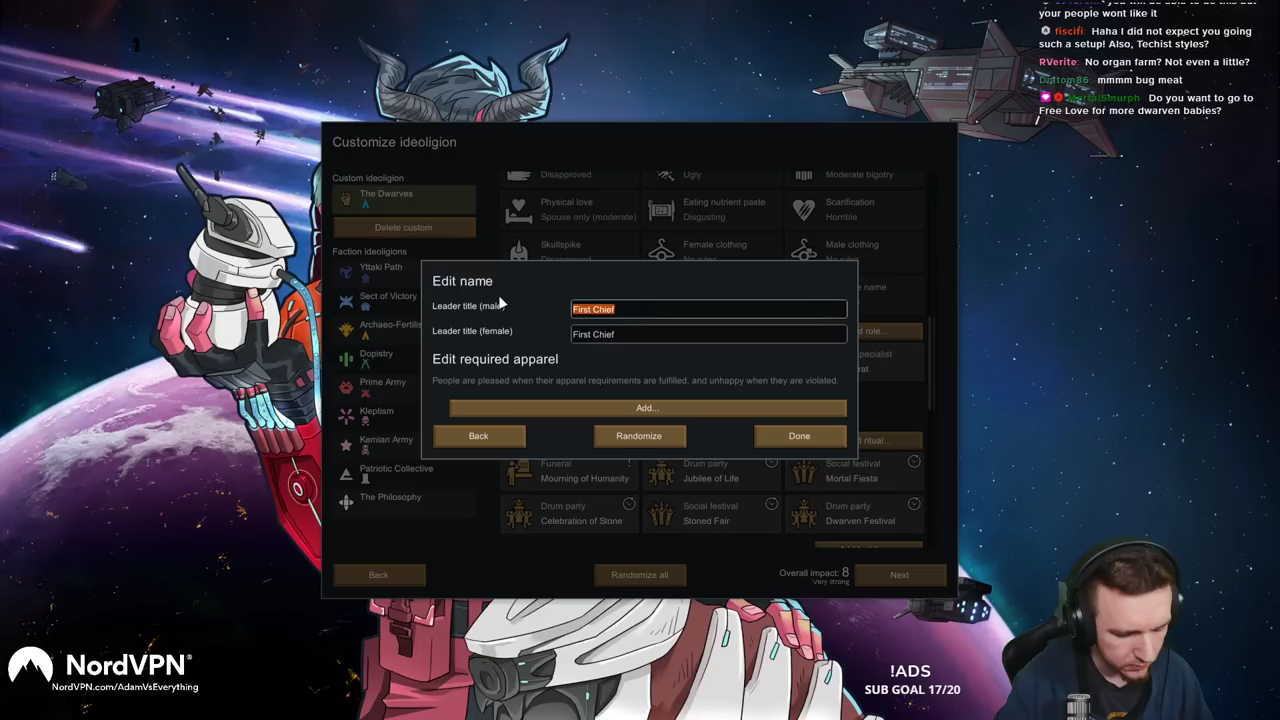 your people wont like it
fiscifi: Haha I did not expect you going
such a setup! Also, Techist styles?
RVerite: No organ farm? Not even a little?
mmmm bug meat
MortalSmurph Do you want to go to
Free Love for more dwarven babies?
Customize ideoligion
Custom ideoligion
The Dwarves
Delete custom
Faction ideoligions
Yttaki Path
Sect of Victory
Archaeo-Fertilis
Dopistry
Prime Army
Kleptism
Kemian Army
Patriotic Collective
The Philosophy
Disapproved
Ugly
Moderate bigotry
Physical love
Spouse only (moderate)
Eating nutrient paste
Disgusting
Scarification
Horrible
Skullspike
Female clothing
Male clothing
Edit name
Leader title (male)
First Chief
Leader title (female)
First Chief
Edit required apparel
People are pleased when their apparel requirements are fulfilled, and unhappy when they are violated.
Add...
Back
Randomize
Done
Funeral
Mourning of Humanity
Drum party
Jubilee of Life
Social festival
Mortal Fiesta
Drum party
Celebration of Stone
Social festival
Stoned Fair
Drum party
Dwarven Festival
Back
Randomize all
Overall impact: 8
Very strong
Next
NordVPN®
NordVPN.com/AdamVsEverything
!ADS
SUB GOAL 17/20